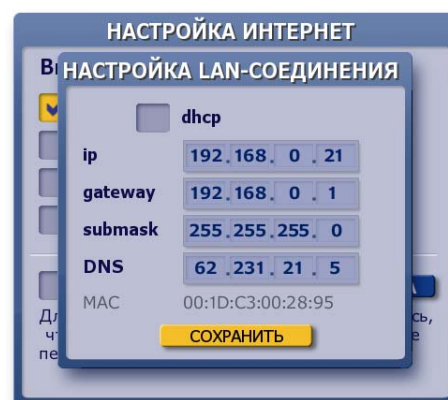 НАСТРОЙКА ИНТЕРНЕТ
НАСТРОЙКА LAN-СОЕДИНЕНИЯ
dhcp
ip 192.168.0.21
gateway 192.168.0.1
submask 255.255.255.0
DNS 62.231.21.5
MAC 00:1D:C3:00:28:95
СОХРАНИТЬ